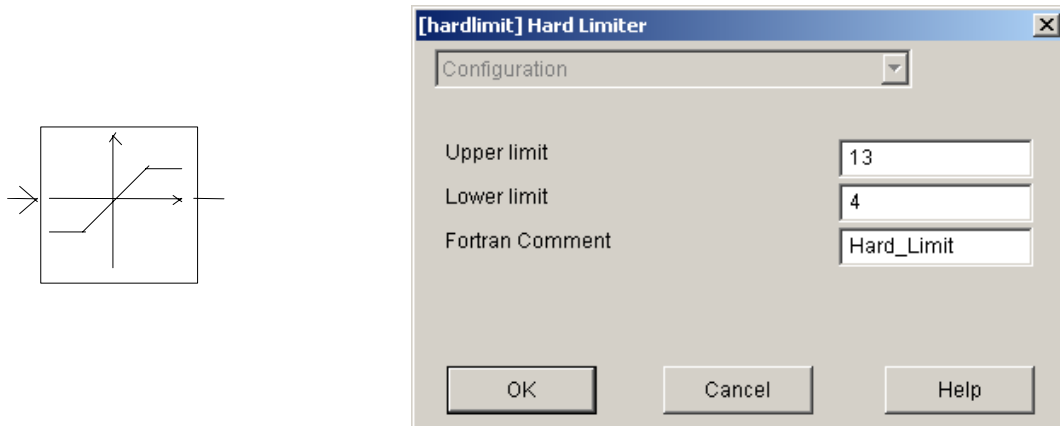 [hardlimit] Hard Limiter
Configuration
Upper limit 13
Lower limit 4
Fortran Comment Hard_Limit
OK Cancel Help